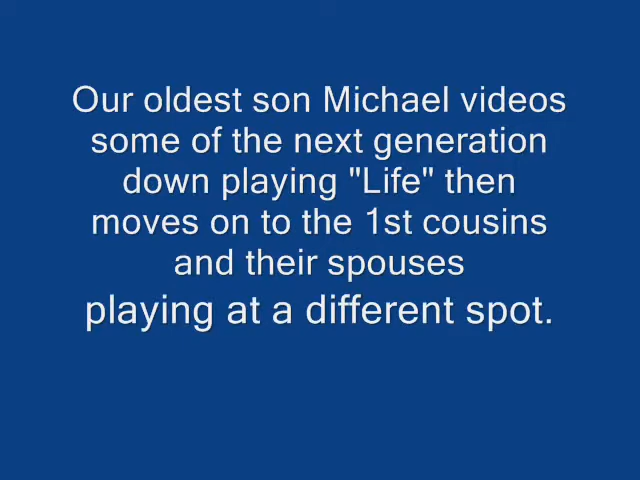 Our oldest son Michael videos
some of the next generation
down playing "Life" then
moves on to the 1st cousins
and their spouses
playing at a different spot.